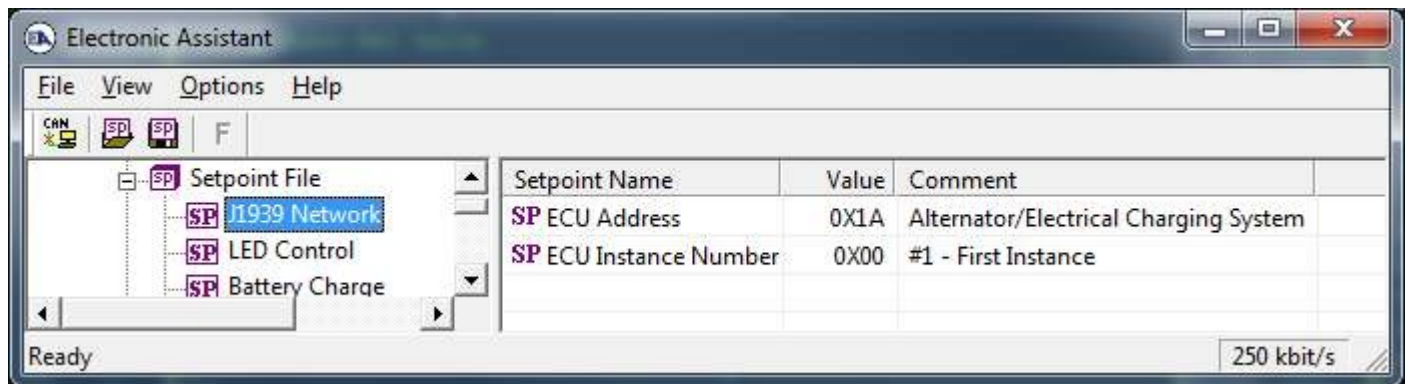 EA Electronic Assistant
File View Options Help
CAN SP SP F
SP Setpoint File
SP J1939 Network
SP LED Control
SP Battery Charge
Setpoint Name Value Comment
SP ECU Address 0X1A Alternator/Electrical Charging System
SP ECU Instance Number 0X00 #1 - First Instance
Ready 250 kbit/s